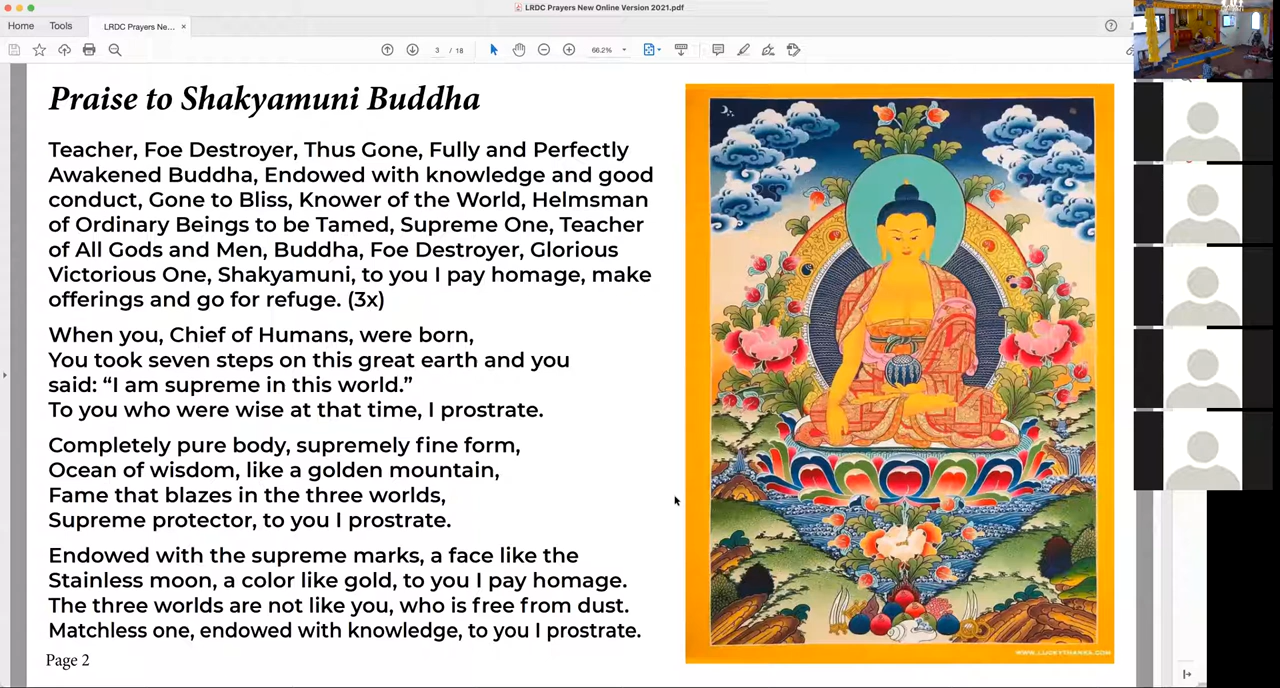 LRDC Prayers New Online Version 2021.pdf
Home
Tools
LRDC Prayers Ne...
3 / 18
66.2%
Praise to Shakyamuni Buddha
Teacher, Foe Destroyer, Thus Gone, Fully and Perfectly
Awakened Buddha, Endowed with knowledge and good
conduct, Gone to Bliss, Knower of the World, Helmsman
of Ordinary Beings to be Tamed, Supreme One, Teacher
of All Gods and Men, Buddha, Foe Destroyer, Glorious
Victorious One, Shakyamuni, to you I pay homage, make
offerings and go for refuge. (3x)
When you, Chief of Humans, were born,
You took seven steps on this great earth and you
said: “I am supreme in this world.”
To you who were wise at that time, I prostrate.
Completely pure body, supremely fine form,
Ocean of wisdom, like a golden mountain,
Fame that blazes in the three worlds,
Supreme protector, to you I prostrate.
Endowed with the supreme marks, a face like the
Stainless moon, a color like gold, to you I pay homage.
The three worlds are not like you, who is free from dust.
Matchless one, endowed with knowledge, to you I prostrate.
Page 2